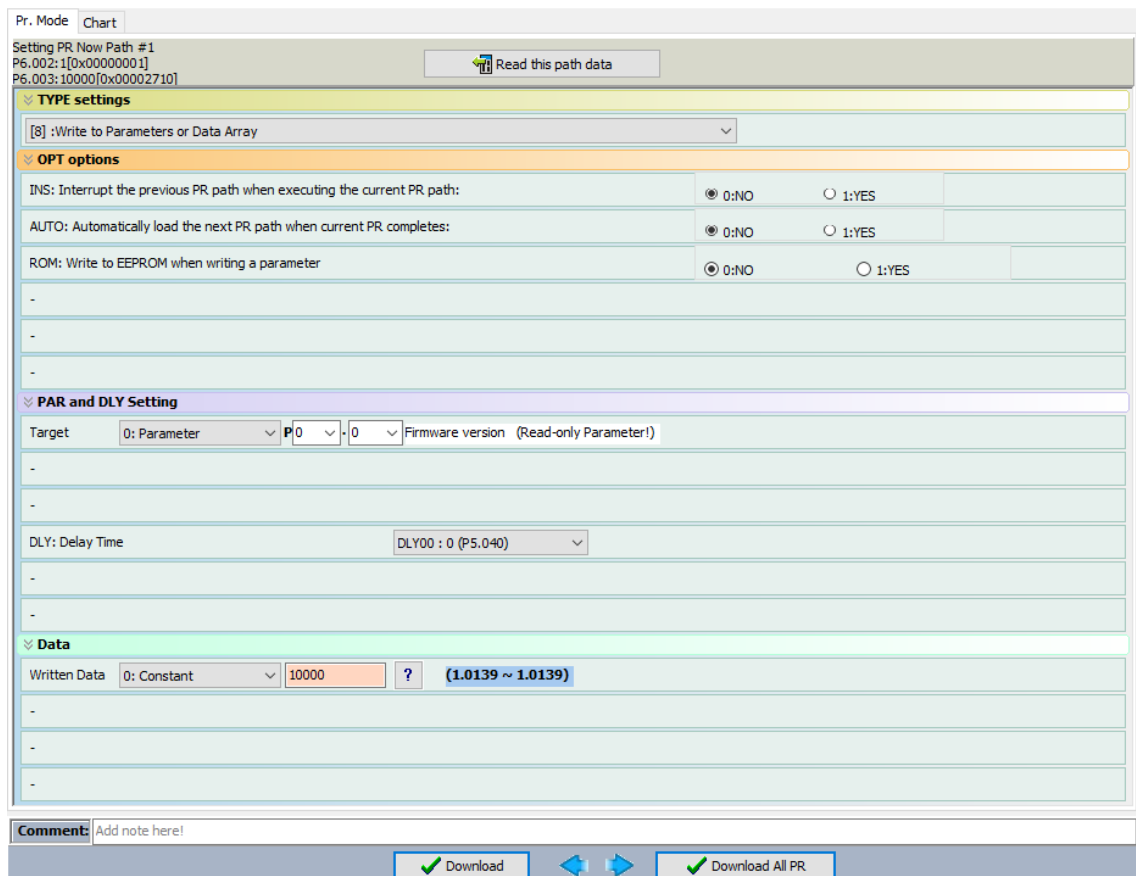 Pr. Mode Chart
Setting PR Now Path #1
P6.002:1[0x00000001]
P6.003:10000[0x00002710]
Read this path data
TYPE settings
[8] :Write to Parameters or Data Array
OPT options
INS: Interrupt the previous PR path when executing the current PR path: 0:NO 1:YES
AUTO: Automatically load the next PR path when current PR completes: 0:NO 1:YES
ROM: Write to EEPROM when writing a parameter 0:NO 1:YES
-
-
-
PAR and DLY Setting
Target 0: Parameter P 0 . 0 Firmware version (Read-only Parameter!)
-
-
DLY: Delay Time DLY00 : 0 (P5.040)
-
-
Data
Written Data 0: Constant 10000 ? (1.0139 ~ 1.0139)
-
-
-
Comment: Add note here!
Download Download All PR